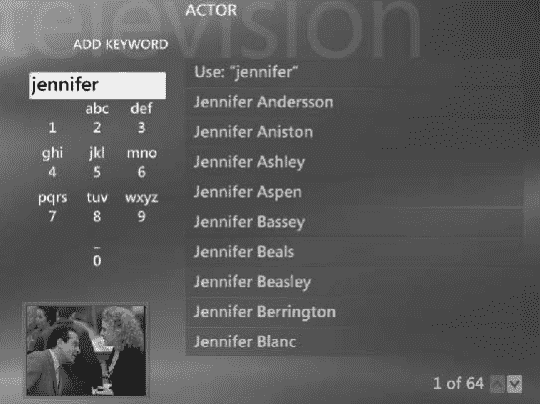 television
ACTOR
ADD KEYWORD
jennifer
abc def
1 2 3
ghi jkl mno
4 5 6
pqrs tuv wxyz
7 8 9
_
0
Use: "jennifer"
Jennifer Andersson
Jennifer Aniston
Jennifer Ashley
Jennifer Aspen
Jennifer Bassey
Jennifer Beals
Jennifer Beasley
Jennifer Berrington
Jennifer Blanc
1 of 64